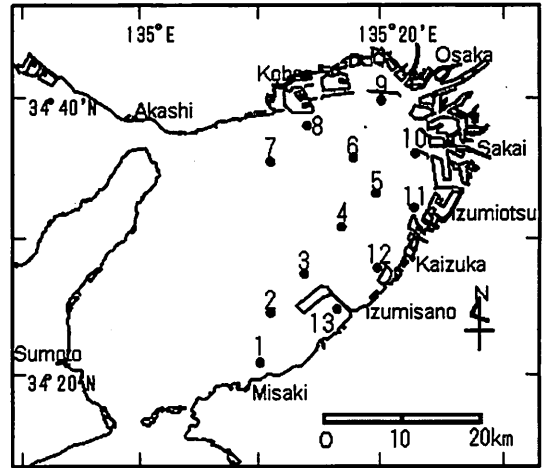 135° E
135° 20' E
Osaka
Kobe
9
34° 40' N
Akashi
8
10
Sakai
7
6
5
11
4
Izumiotsu
12
Kaizuka
3
2
13
Izumisano
N
1
Sumoto
34° 20' N
Misaki
0 10 20km